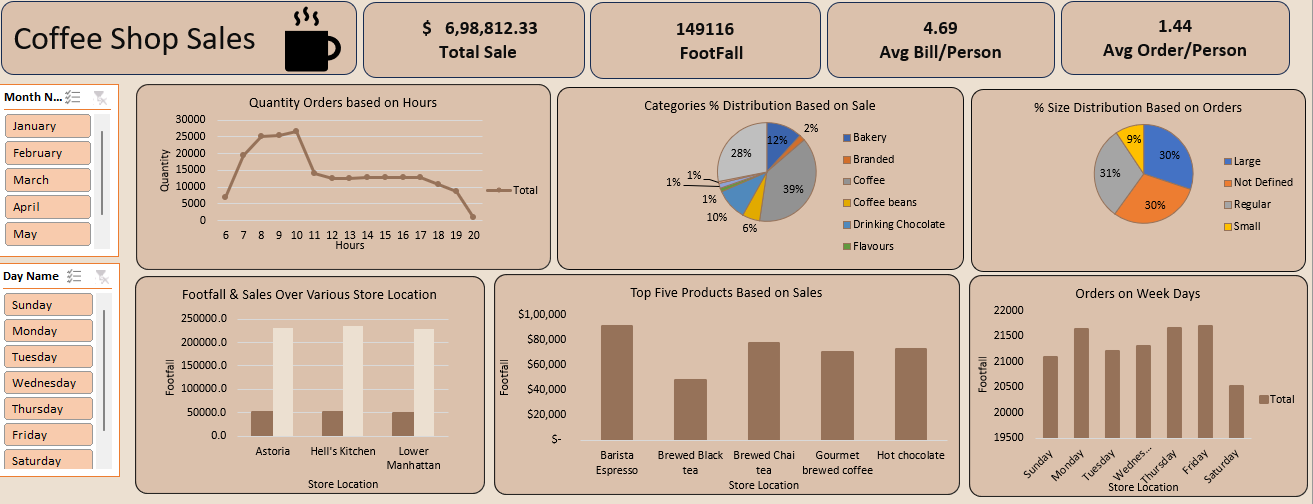 Coffee Shop Sales
$ 6,98,812.33
Total Sale
149116
FootFall
4.69
Avg Bill/Person
1.44
Avg Order/Person
Month N...
January
February
March
April
May
Day Name
Sunday
Monday
Tuesday
Wednesday
Thursday
Friday
Saturday
Quantity Orders based on Hours
Quantity
30000
25000
20000
15000
10000
5000
0
6 7 8 9 10 11 12 13 14 15 16 17 18 19 20
Hours
Total
Categories % Distribution Based on Sale
12%
2%
39%
6%
10%
1%
1%
1%
28%
Bakery
Branded
Coffee
Coffee beans
Drinking Chocolate
Flavours
% Size Distribution Based on Orders
30%
30%
31%
9%
Large
Not Defined
Regular
Small
Footfall & Sales Over Various Store Location
Footfall
250000.0
200000.0
150000.0
100000.0
50000.0
0.0
Astoria Hell's Kitchen Lower
Manhattan
Store Location
Top Five Products Based on Sales
Footfall
$1,00,000
$80,000
$60,000
$40,000
$20,000
$-
Barista Brewed Black Brewed Chai Gourmet Hot chocolate
Espresso tea tea brewed coffee
Store Location
Orders on Week Days
Footfall
22000
21500
21000
20500
20000
19500
Sunday
Monday
Tuesday
Wednes...
Thursday
Friday
Saturday
Store Location
Total